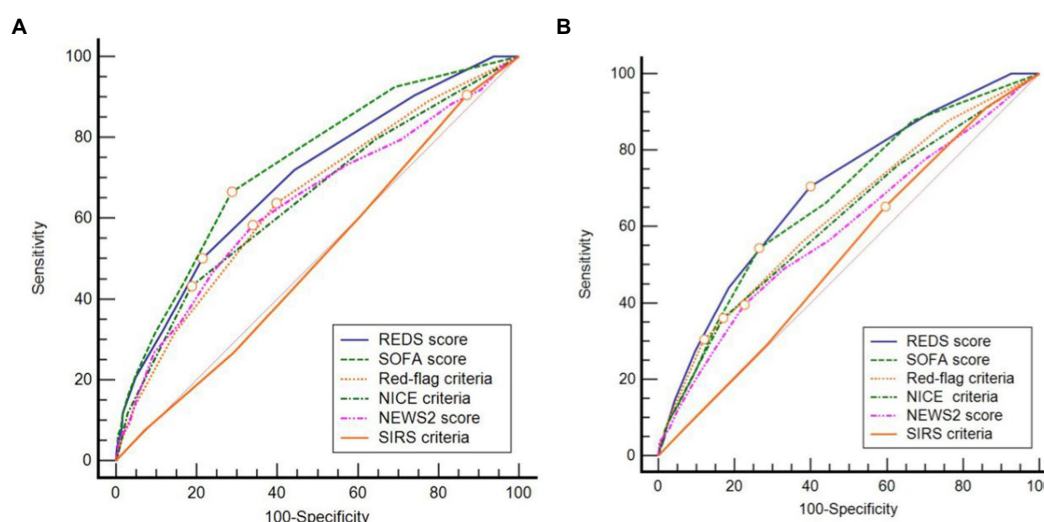 A
B
100
80
60
40
20
0
Sensitivity
REDS score
SOFA score
Red-flag criteria
NICE criteria
NEWS2 score
SIRS criteria
0 20 40 60 80 100
100-Specificity
100
80
60
40
20
0
Sensitivity
REDS score
SOFA score
Red-flag criteria
NICE criteria
NEWS2 score
SIRS criteria
0 20 40 60 80 100
100-Specificity